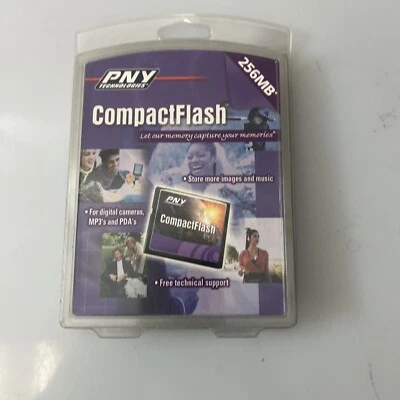 PNY
TECHNOLOGIES
256MB*
CompactFlash
Let our memory capture your memories
• Store more images and music
• For digital cameras,
MP3's and PDA's
PNY
CompactFlash
• Free technical support